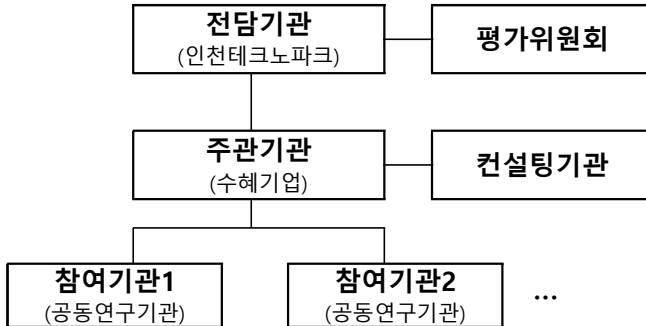 전담기관
(인천테크노파크)
평가위원회
주관기관
(수혜기업)
컨설팅기관
참여기관1
(공동연구기관)
참여기관2
(공동연구기관)
...